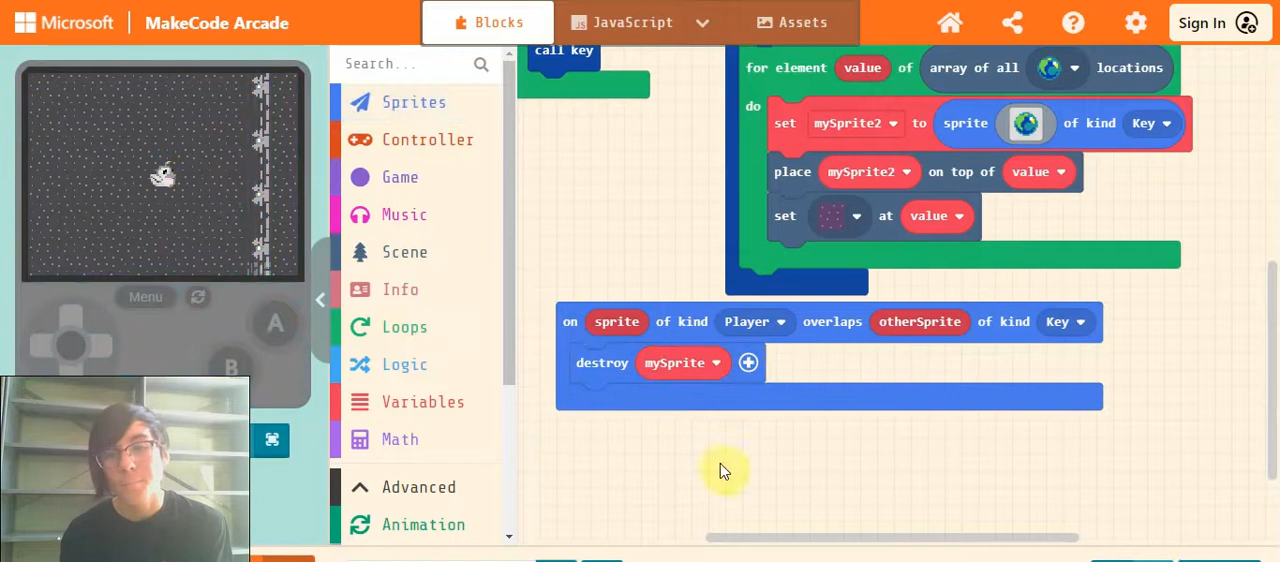 Microsoft
MakeCode Arcade
Blocks
JavaScript
Assets
Sign In
Menu
A
B
Search...
Sprites
Controller
Game
Music
Scene
Info
Loops
Logic
Variables
Math
Advanced
Animation
call key
for element value of array of all locations
do
set mySprite2 to sprite of kind Key
place mySprite2 on top of value
set at value
on sprite of kind Player overlaps otherSprite of kind Key
destroy mySprite